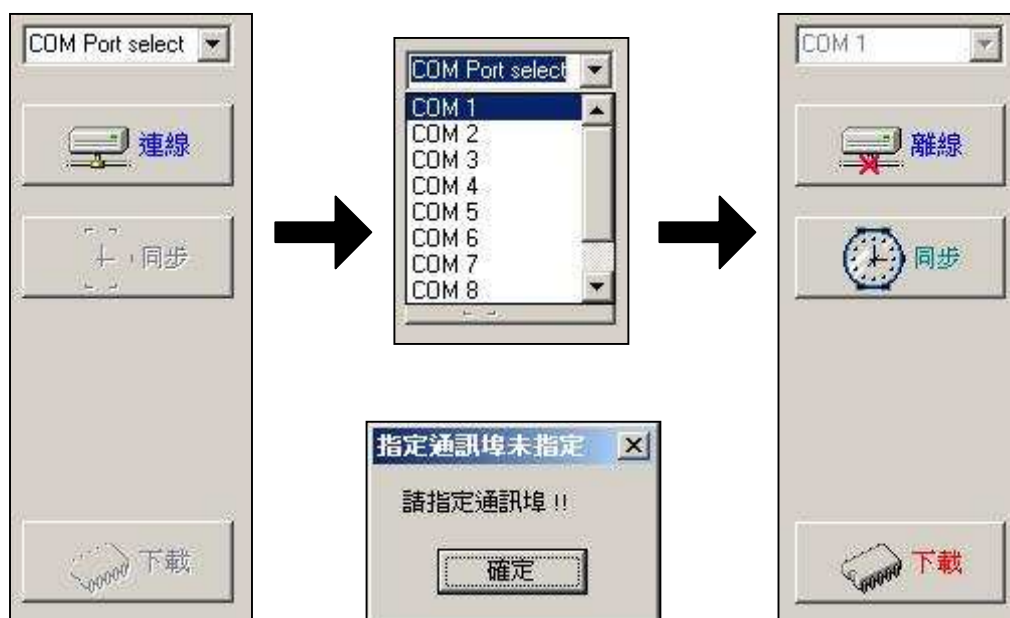 COM Port select
連線
同步
下載
COM Port select
COM 1
COM 2
COM 3
COM 4
COM 5
COM 6
COM 7
COM 8
指定通訊埠未指定
請指定通訊埠 !!
確定
COM 1
離線
同步
下載